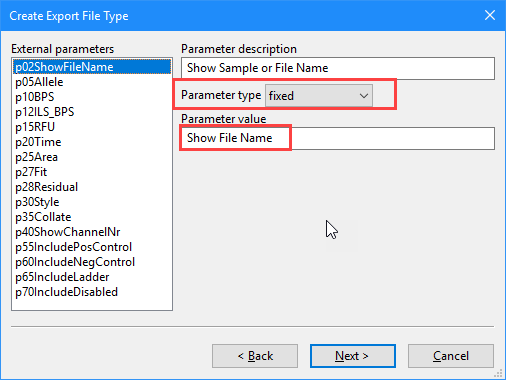 Create Export File Type
External parameters
p02ShowFileName
p05Allele
p10BPS
p12ILS_BPS
p15RFU
p20Time
p25Area
p27Fit
p28Residual
p30Style
p35Collate
p40ShowChannelNr
p55IncludePosControl
p60IncludeNegControl
p65IncludeLadder
p70IncludeDisabled
Parameter description
Show Sample or File Name
Parameter type fixed
Parameter value
Show File Name
< Back Next > Cancel